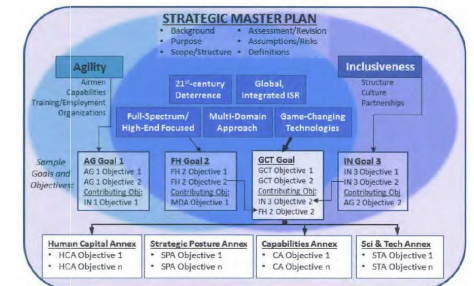 STRATEGIC MASTER PLAN
• Background
• Purpose
• Scope/Structure
• Assessment/Revision
• Assumptions/Risks
• Definitions
Agility
Airmen
Capabilities
Training/Employment
Organizations
Inclusiveness
Structure
Culture
Partnerships
21st-century
Deterrence
Global,
Integrated ISR
Full-Spectrum/
High-End Focused
Multi-Domain
Approach
Game-Changing
Technologies
Sample
Goals and
Objectives:
AG Goal 1
AG 1 Objective 1
AG 1 Objective 2
Contributing Obj:
IN 1 Objective 1
FH Goal 2
FH 2 Objective 1
FH 2 Objective 2
Contributing Obj:
MDA Objective 1
GCT Goal
GCT Objective 1
GCT Objective 2
Contributing Obj:
IN 3 Objective 2
FH 2 Objective 2
IN Goal 3
IN 3 Objective 1
IN 3 Objective 2
Contributing Obj:
AG 2 Objective 2
Human Capital Annex
• HCA Objective 1
• HCA Objective n
Strategic Posture Annex
• SPA Objective 1
• SPA Objective n
Capabilities Annex
• CA Objective 1
• CA Objective n
Sci & Tech Annex
• STA Objective 1
• STA Objective n